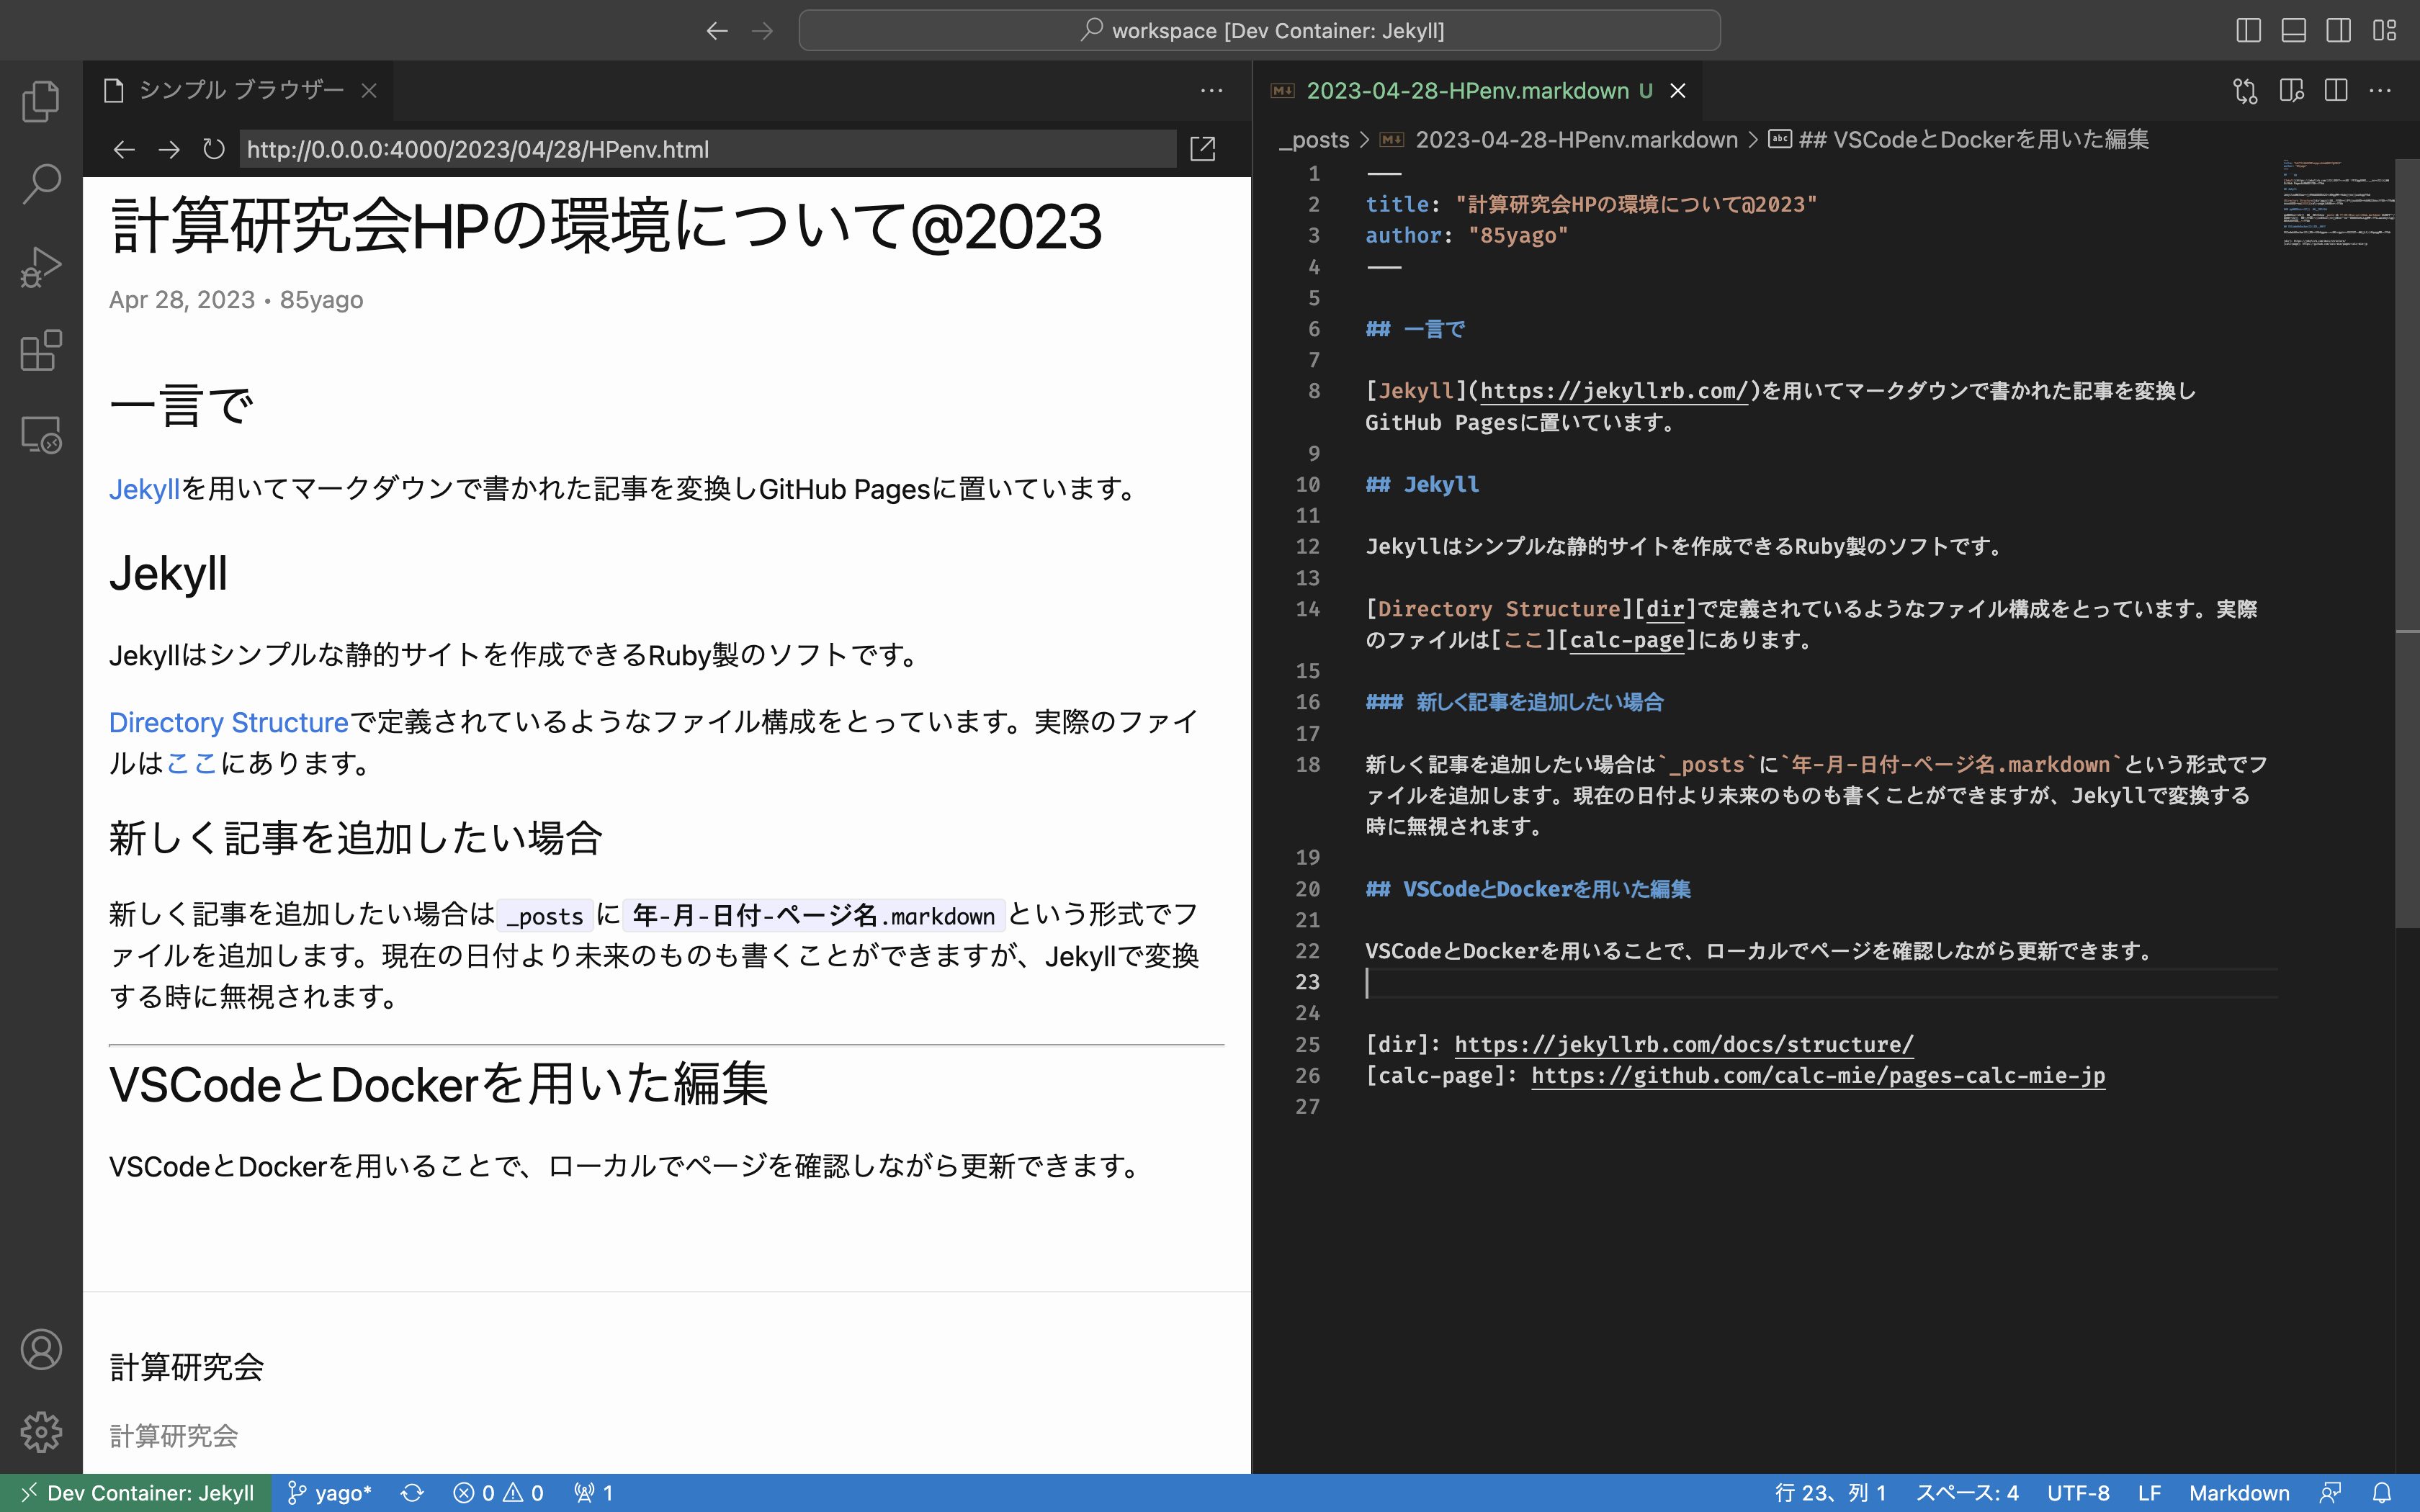 workspace [Dev Container: Jekyll]
シンプル ブラウザー
http://0.0.0.0:4000/2023/04/28/HPenv.html
計算研究会HPの環境について@2023
Apr 28, 2023 • 85yago
一言で
Jekyllを用いてマークダウンで書かれた記事を変換しGitHub Pagesに置いています。
Jekyll
Jekyllはシンプルな静的サイトを作成できるRuby製のソフトです。
Directory Structureで定義されているようなファイル構成をとっています。実際のファイ
ルはここにあります。
新しく記事を追加したい場合
新しく記事を追加したい場合は _posts に 年-月-日付-ページ名.markdown という形式でフ
ァイルを追加します。現在の日付より未来のものも書くことができますが、Jekyllで変換
する時に無視されます。
VSCodeとDockerを用いた編集
VSCodeとDockerを用いることで、ローカルでページを確認しながら更新できます。
計算研究会
計算研究会
2023-04-28-HPenv.markdown U
_posts > 2023-04-28-HPenv.markdown > abc ## VSCodeとDockerを用いた編集
1 ---
2 title: "計算研究会HPの環境について@2023"
3 author: "85yago"
4 ---
5
6 ## 一言で
7
8 [Jekyll](https://jekyllrb.com/)を用いてマークダウンで書かれた記事を変換し
GitHub Pagesに置いています。
9
10 ## Jekyll
11
12 Jekyllはシンプルな静的サイトを作成できるRuby製のソフトです。
13
14 [Directory Structure][dir]で定義されているようなファイル構成をとっています。実際
のファイルは[ここ][calc-page]にあります。
15
16 ### 新しく記事を追加したい場合
17
18 新しく記事を追加したい場合は`_posts`に`年-月-日付-ページ名.markdown`という形式でフ
ァイルを追加します。現在の日付より未来のものも書くことができますが、Jekyllで変換する
時に無視されます。
19
20 ## VSCodeとDockerを用いた編集
21
22 VSCodeとDockerを用いることで、ローカルでページを確認しながら更新できます。
23
24
25 [dir]: https://jekyllrb.com/docs/structure/
26 [calc-page]: https://github.com/calc-mie/pages-calc-mie-jp
27
Dev Container: Jekyll yago* 0 0 1 行 23、列 1 スペース: 4 UTF-8 LF Markdown